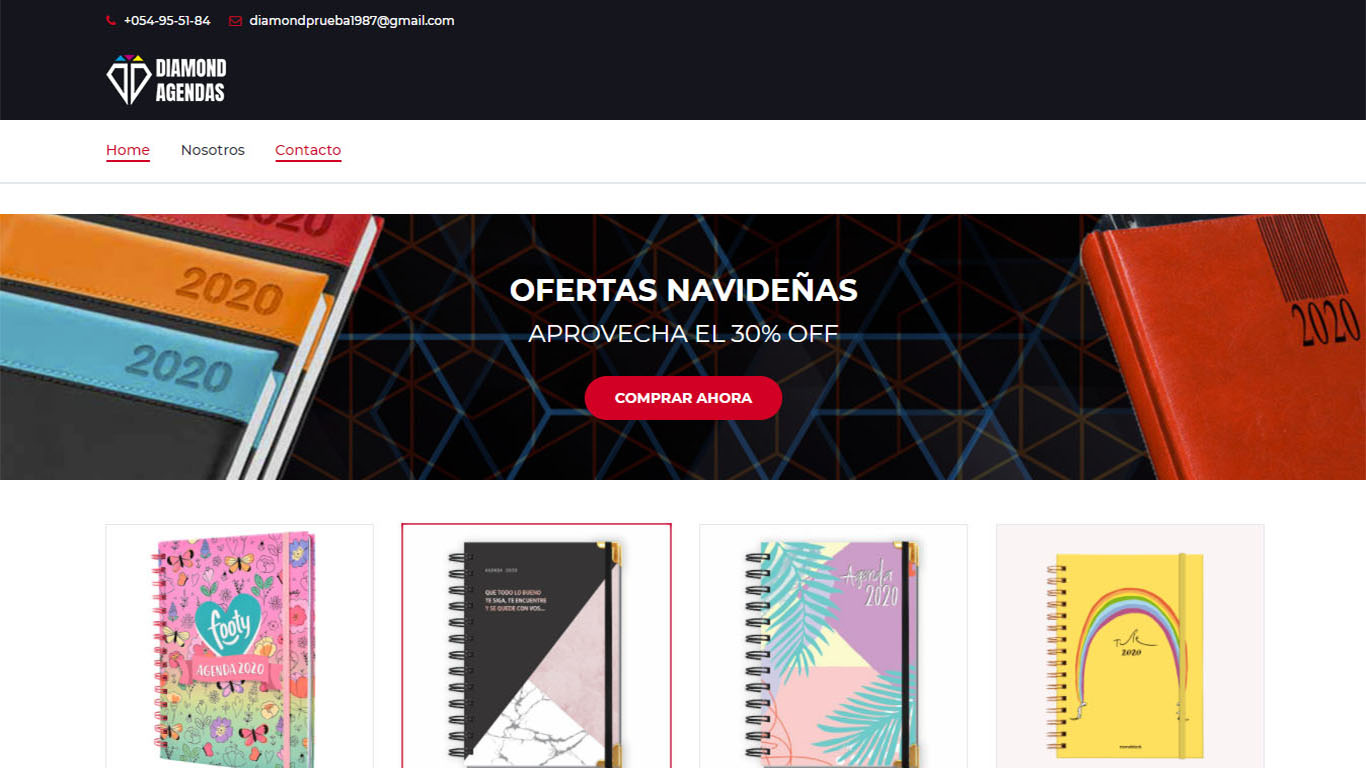 +054-95-51-84 diamondprueba1987@gmail.com
DIAMOND
AGENDAS
Home Nosotros Contacto
2020
2020
2020
2020
OFERTAS NAVIDEÑAS
APROVECHA EL 30% OFF
COMPRAR AHORA
footy
AGENDA 2020
AGENDA 2020
QUE TODO LO BUENO
TE SIGA, TE ENCUENTRE
Y SE QUEDE CON VOS...
Agenda
2020
2020